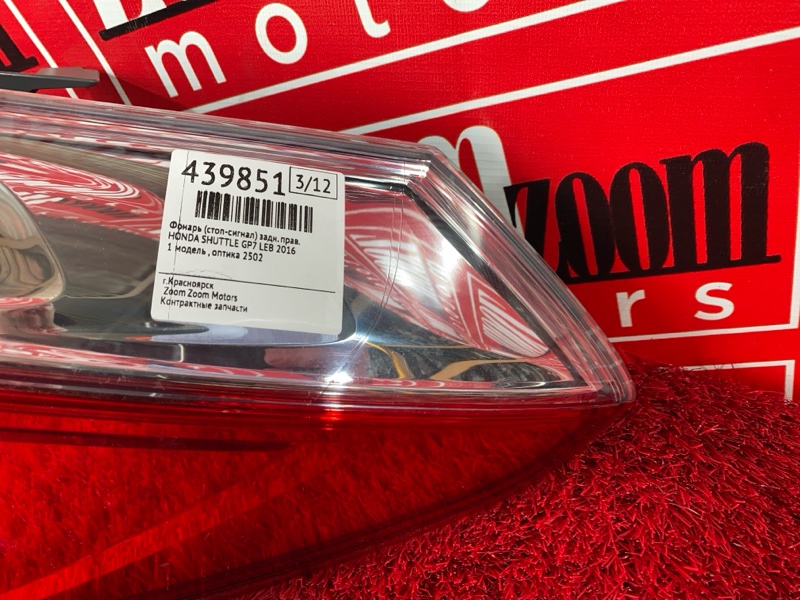 moto
zoom
rs
439851 3/12
Фонарь (стоп-сигнал) задн. прав.
HONDA SHUTTLE GP7 LEB 2016
1 модель, оптика 2502
г.Красноярск
Zoom Zoom Motors
Контрактные запчасти